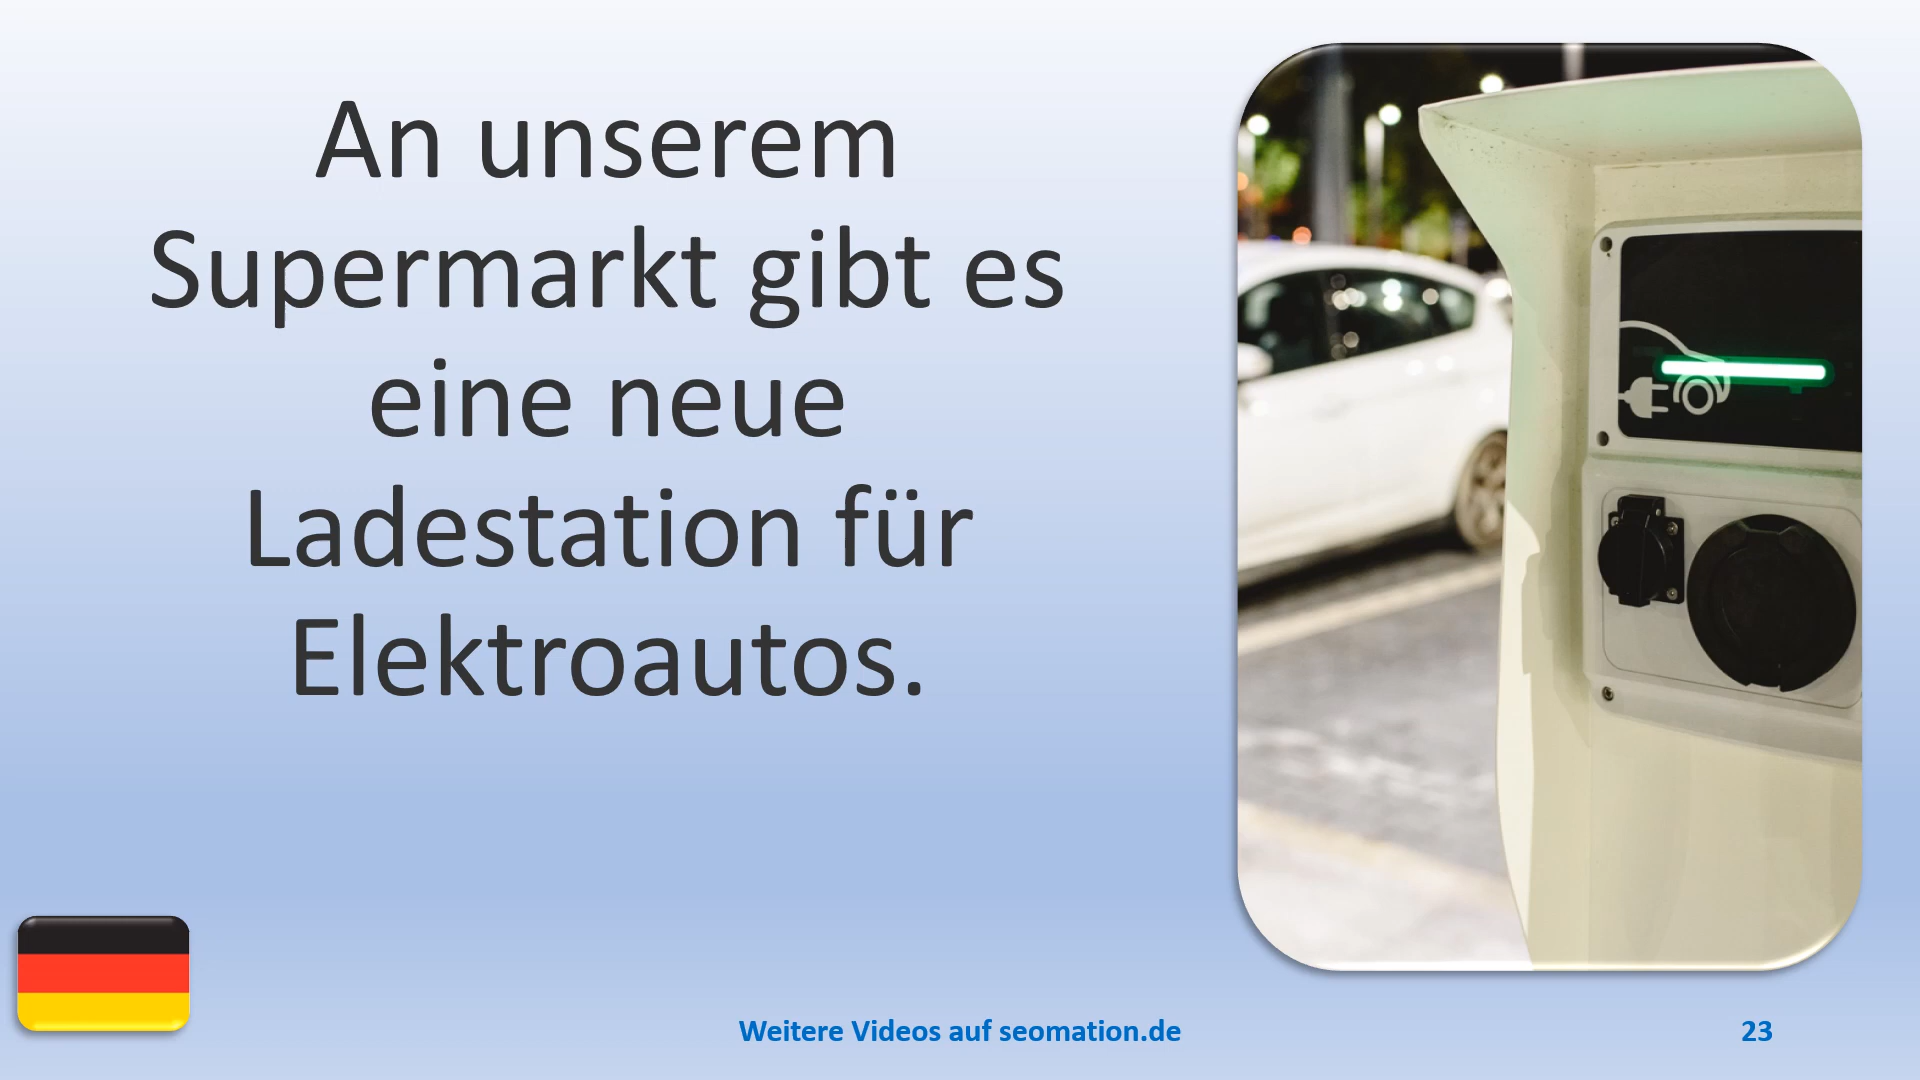 An unserem
Supermarkt gibt es
eine neue
Ladestation für
Elektroautos.
Weitere Videos auf seomation.de
23